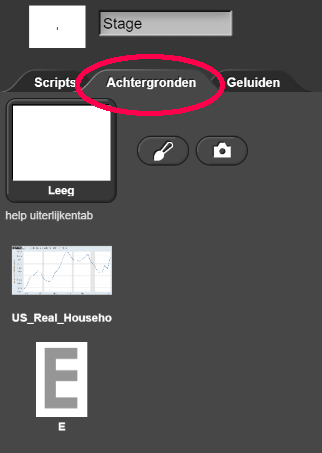 Stage
Scripts Achtergronden Geluiden
Leeg
help uiterlijkentab
US_Real_Househo
E
E